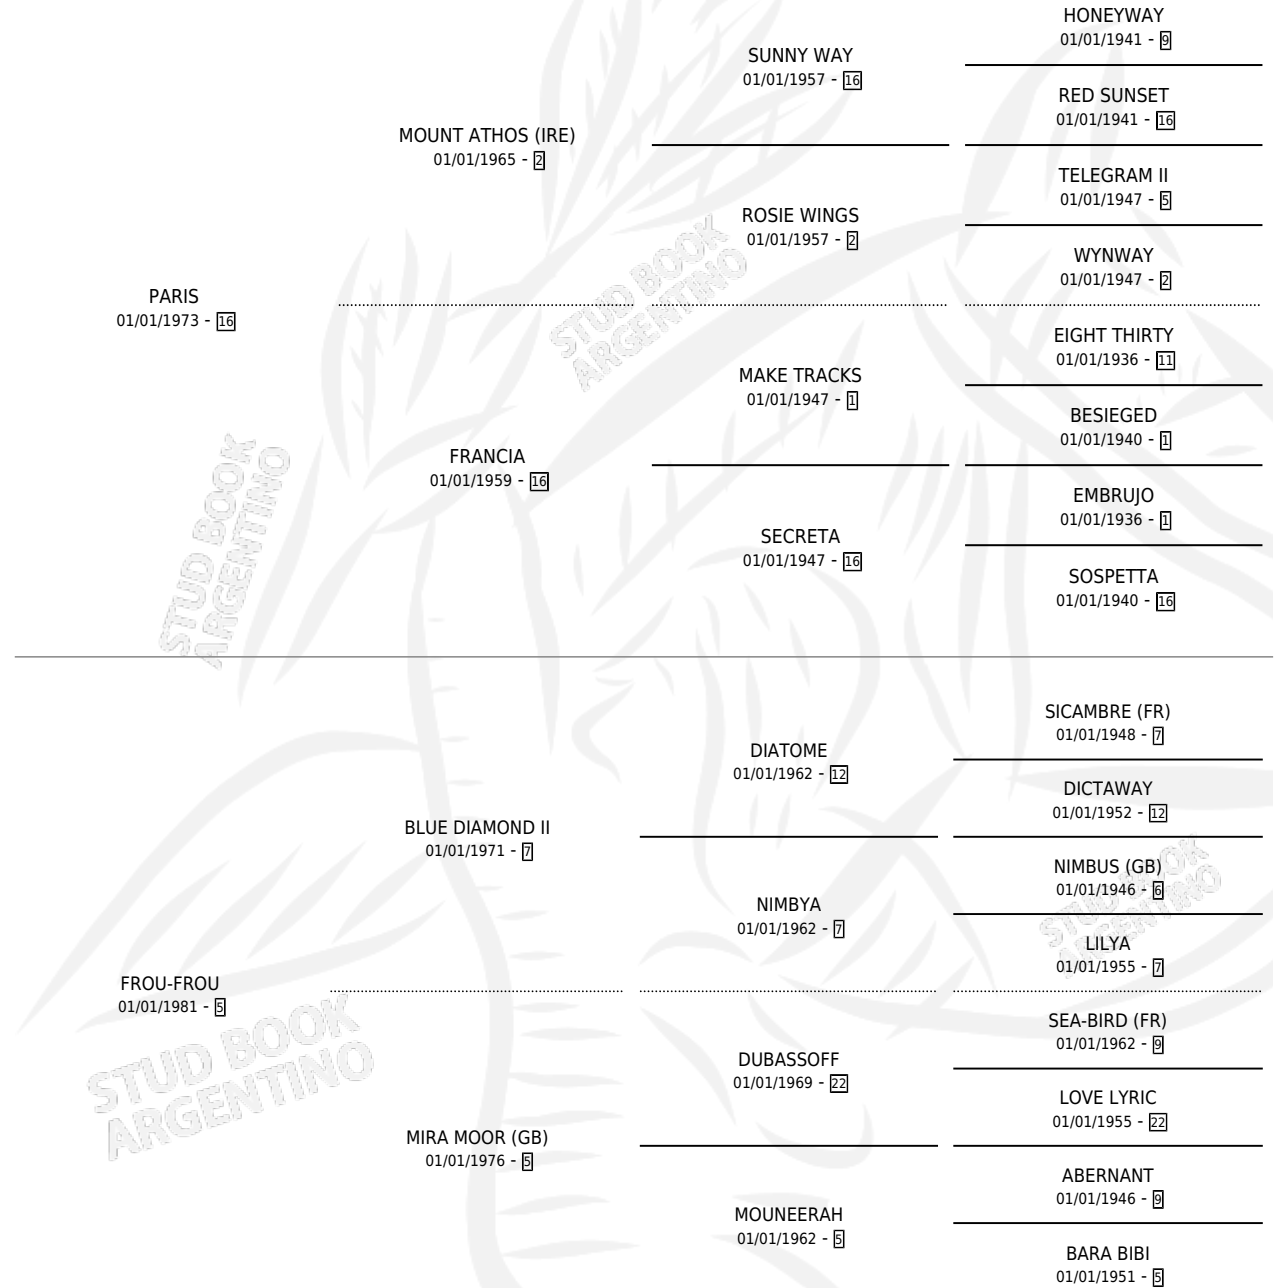 HONEYWAY
01/01/1941 - 9
SUNNY WAY
01/01/1957 - 16
RED SUNSET
01/01/1941 - 16
MOUNT ATHOS (IRE)
01/01/1965 - 2
TELEGRAM II
01/01/1947 - 5
ROSIE WINGS
01/01/1957 - 2
WYNWAY
01/01/1947 - 2
PARIS
01/01/1973 - 16
STUD BOOK
ARGENTINO
EIGHT THIRTY
01/01/1936 - 11
MAKE TRACKS
01/01/1947 - 1
BESIEGED
01/01/1940 - 1
FRANCIA
01/01/1959 - 16
EMBRUJO
01/01/1936 - 1
SECRETA
01/01/1947 - 16
SOSPETTA
01/01/1940 - 16
STUD BOOK
ARGENTINO
SICAMBRE (FR)
01/01/1948 - 7
DIATOME
01/01/1962 - 12
DICTAWAY
01/01/1952 - 12
BLUE DIAMOND II
01/01/1971 - 7
NIMBUS (GB)
01/01/1946 - 6
NIMBYA
01/01/1962 - 7
LILYA
01/01/1955 - 7
STUD BOOK
ARGENTINO
FROU-FROU
01/01/1981 - 5
SEA-BIRD (FR)
01/01/1962 - 9
DUBASSOFF
01/01/1969 - 22
LOVE LYRIC
01/01/1955 - 22
STUD BOOK
ARGENTINO
MIRA MOOR (GB)
01/01/1976 - 5
ABERNANT
01/01/1946 - 9
MOUNEERAH
01/01/1962 - 5
BARA BIBI
01/01/1951 - 5